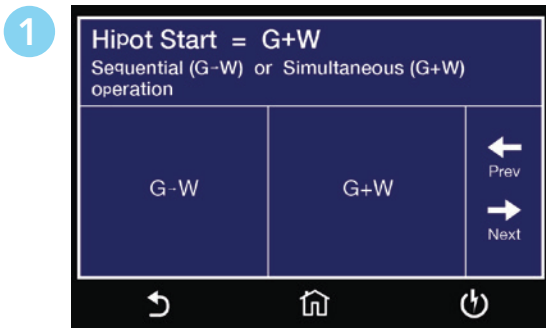 1
Hipot Start = G+W
Sequential (G→W) or Simultaneous (G+W)
operation
G→W
G+W
Prev
Next